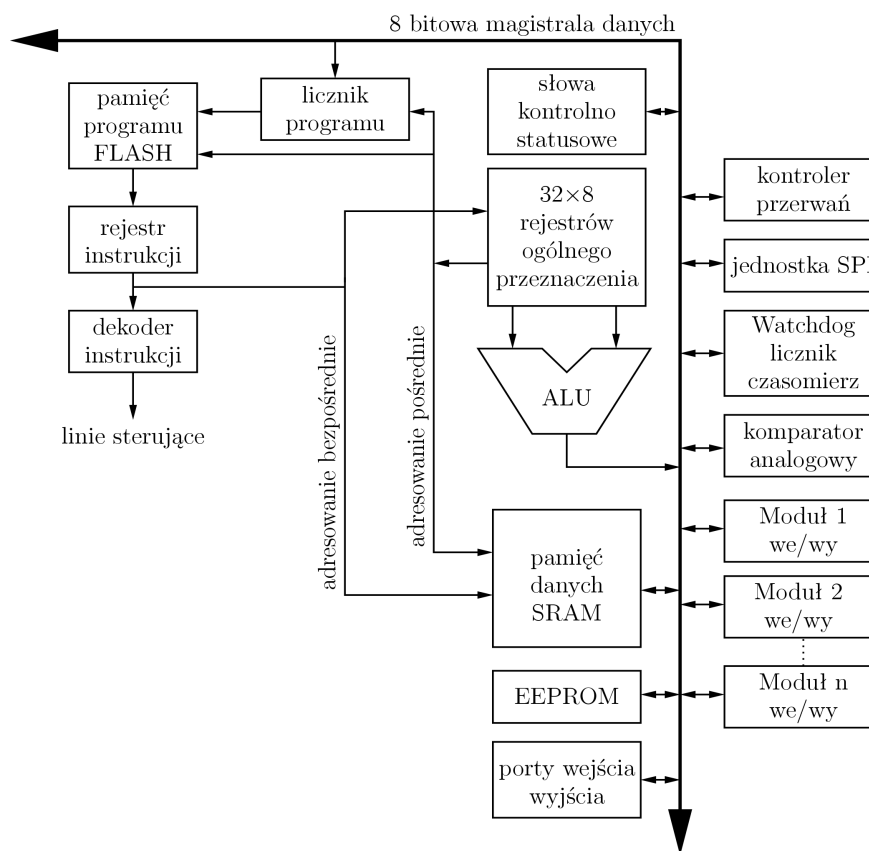 8 bitowa magistrala danych
pamięć
programu
FLASH
licznik
programu
słowa
kontrolno
statusowe
rejestr
instrukcji
dekoder
instrukcji
linie sterujące
adresowanie bezpośrednie
adresowanie pośrednie
32×8
rejestrów
ogólnego
przeznaczenia
ALU
pamięć
danych
SRAM
EEPROM
porty wejścia
wyjścia
kontroler
przerwań
jednostka SPI
Watchdog
licznik
czasomierz
komparator
analogowy
Moduł 1
we/wy
Moduł 2
we/wy
Moduł n
we/wy